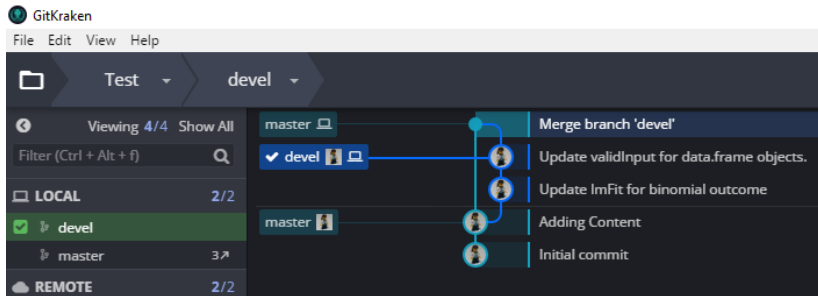 GitKraken
File Edit View Help
Test devel
Viewing 4/4 Show All
Filter (Ctrl + Alt + f)
LOCAL 2/2
devel
master 3
REMOTE 2/2
master Merge branch 'devel'
devel Update validInput for data.frame objects.
Update lmFit for binomial outcome
master Adding Content
Initial commit